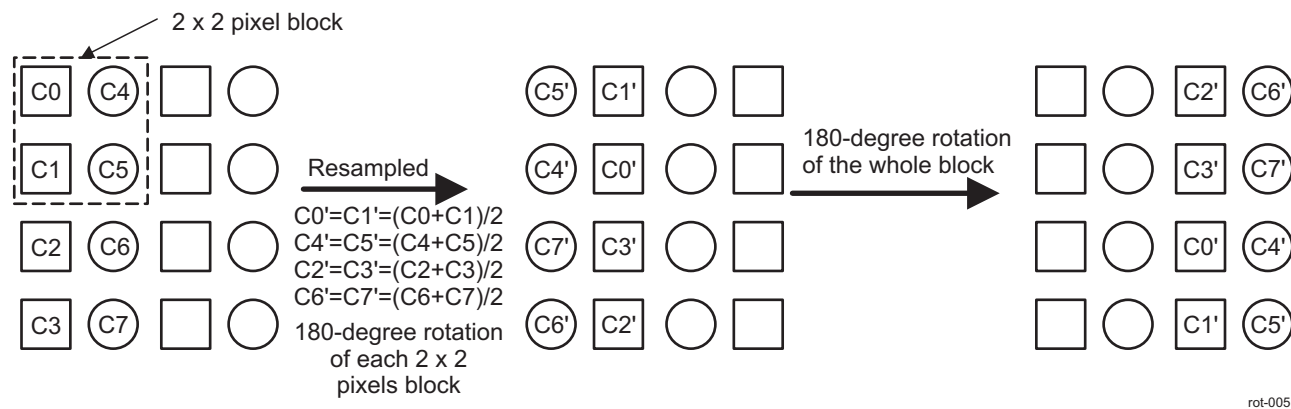 2 x 2 pixel block
C0 C4
C1 C5
C2 C6
C3 C7
Resampled
C0'=C1'=(C0+C1)/2
C4'=C5'=(C4+C5)/2
C2'=C3'=(C2+C3)/2
C6'=C7'=(C6+C7)/2
180-degree rotation
of each 2 x 2
pixels block
C5' C1'
C4' C0'
C7' C3'
C6' C2'
180-degree rotation
of the whole block
C2' C6'
C3' C7'
C0' C4'
C1' C5'
rot-005